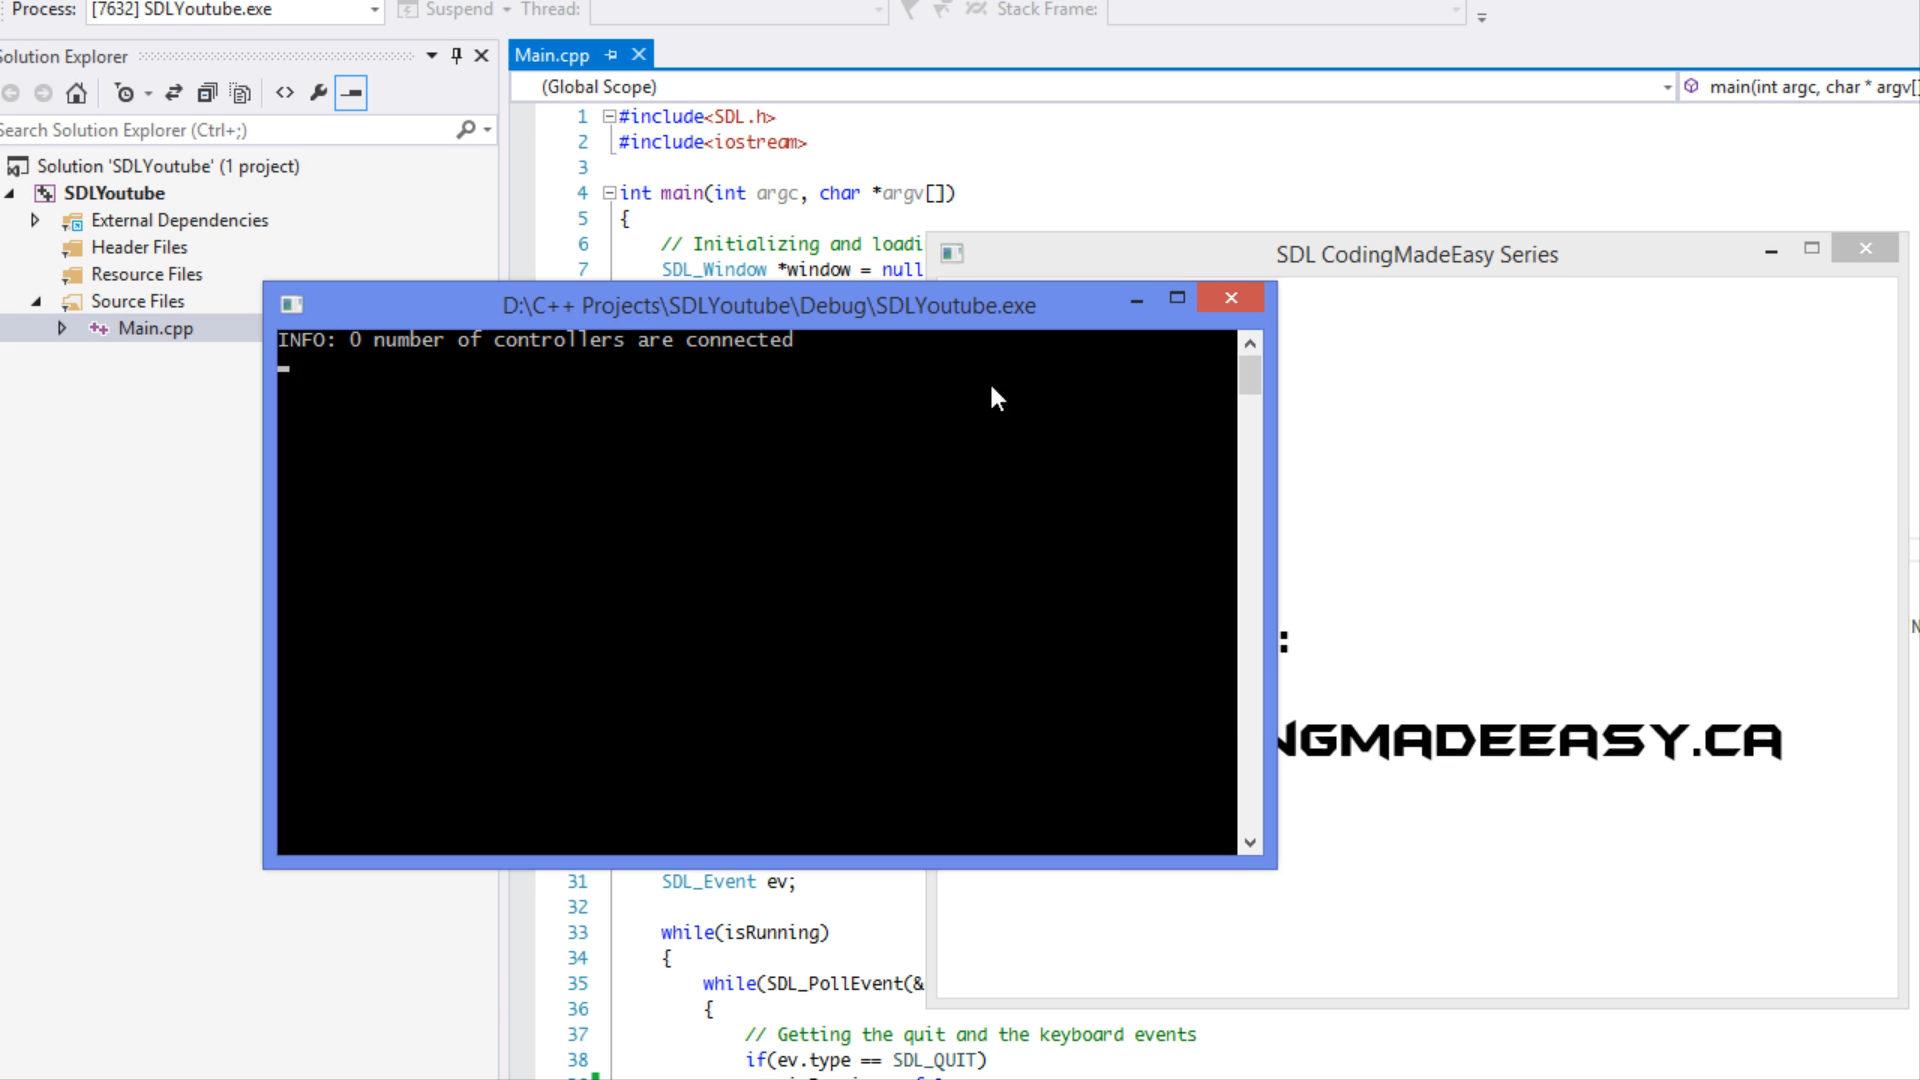 Process: [7632] SDLYoutube.exe Suspend Thread: Stack Frame:
Solution Explorer
Search Solution Explorer (Ctrl+;)
Solution 'SDLYoutube' (1 project)
SDLYoutube
External Dependencies
Header Files
Resource Files
Source Files
Main.cpp
Main.cpp
(Global Scope) main(int argc, char * argv[]
1 #include<SDL.h>
2 #include<iostream>
3
4 int main(int argc, char *argv[])
5 {
6 // Initializing and loadi
7 SDL_Window *window = null
SDL CodingMadeEasy Series
D:\C++ Projects\SDLYoutube\Debug\SDLYoutube.exe
INFO: 0 number of controllers are connected
:
NGMADEEASY.CA
31 SDL_Event ev;
32
33 while(isRunning)
34 {
35 while(SDL_PollEvent(&
36 {
37 // Getting the quit and the keyboard events
38 if(ev.type == SDL_QUIT)